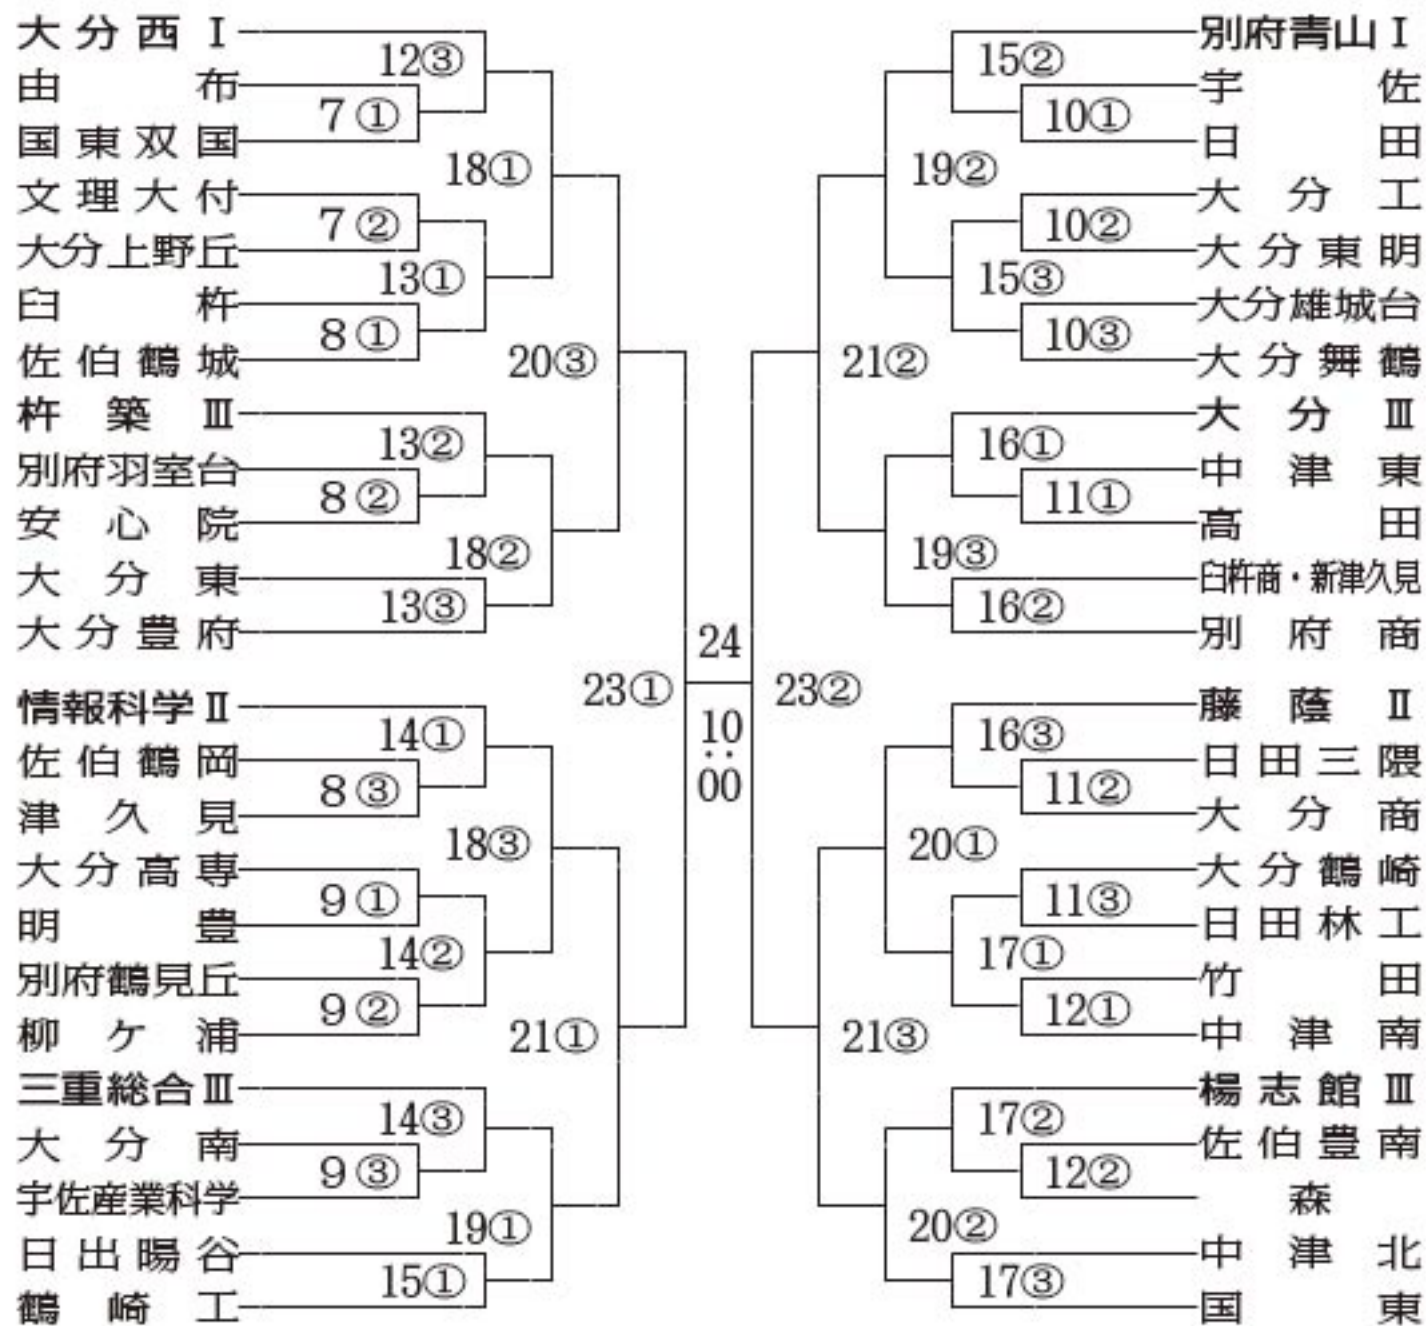 大分西Ⅰ
12③
由布
7①
国東双国
18①
文理大付
7②
大分上野丘
13①
臼杵
8①
佐伯鶴城
20③
杵築Ⅲ
13②
別府羽室台
8②
安心院
18②
大分東
13③
大分豊府
23①
情報科学Ⅱ
14①
佐伯鶴岡
8③
津久見
18③
大分高専
9①
明豊
14②
別府鶴見丘
9②
柳ケ浦
21①
三重総合Ⅲ
14③
大分南
9③
宇佐産業科学
19①
日出暘谷
15①
鶴崎工
24
10:00
別府青山Ⅰ
15②
宇佐
10①
日田
19②
大分工
10②
大分東明
15③
大分雄城台
10③
大分舞鶴
21②
大分Ⅲ
16①
中津東
11①
高田
19③
臼杵商・新津久見
16②
別府商
23②
藤蔭Ⅱ
16③
日田三隈
11②
大分商
20①
大分鶴崎
11③
日田林工
17①
竹田
12①
中津南
21③
楊志館Ⅲ
17②
佐伯豊南
12②
森
20②
中津北
17③
国東